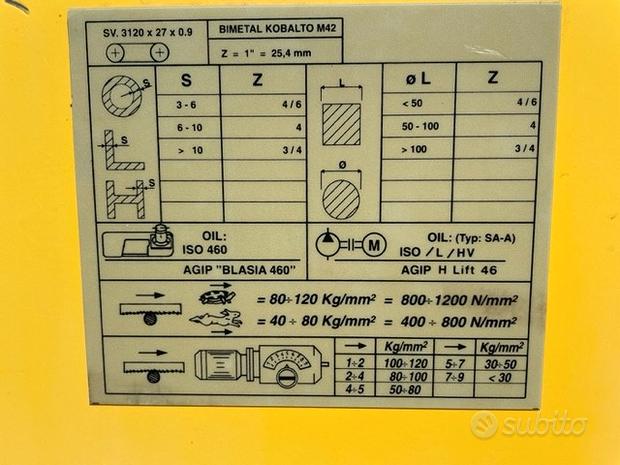 SV. 3120 x 27 x 0.9
BIMETAL KOBALTO M42
Z = 1" = 25,4 mm
S Z
S
3 - 6 4 / 6
6 - 10 4
> 10 3 / 4
S
S
L
Ø
ø L Z
< 50 4/6
50 - 100 4
> 100 3/4
OIL:
ISO 460
AGIP "BLASIA 460"
M
OIL: (Typ: SA-A)
ISO / L / HV
AGIP H Lift 46
= 80÷120 Kg/mm² = 800÷1200 N/mm²
= 40 ÷ 80 Kg/mm² = 400 ÷ 800 N/mm²
Kg/mm² Kg/mm²
1÷2 100÷120 5÷7 30÷50
2÷4 80÷100 7÷9 < 30
4÷5 50÷80
subito